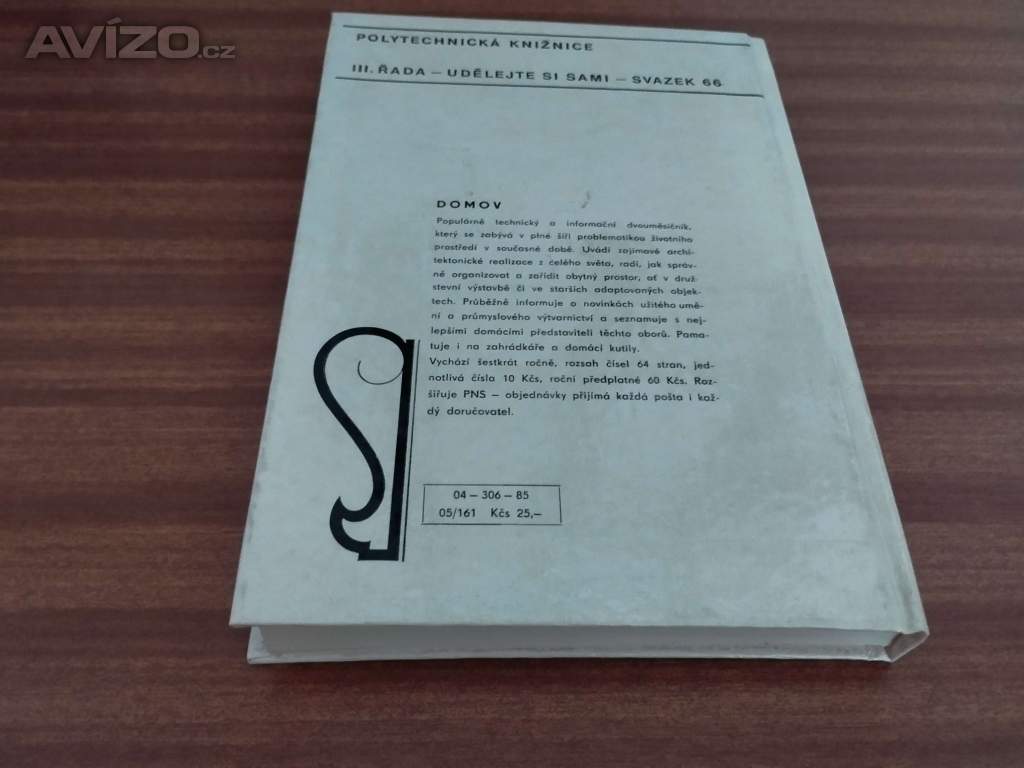 AVÍZO.cz
POLYTECHNICKÁ KNIŽNICE
III. ŘADA – UDĚLEJTE SI SAMI – SVAZEK 66
DOMOV
Populárně technický a informační dvouměsíčník,
který se zabývá v plné šíři problematikou životního
prostředí v současné době. Uvádí zajímavé archi-
tektonické realizace z celého světa, radí, jak správ-
ně organizovat a zařídit obytný prostor, ať v druž-
stevní výstavbě či ve starších adaptovaných objek-
tech. Průběžně informuje o novinkách užitého umě-
ní a průmyslového výtvarnictví a seznamuje s nej-
lepšími domácími představiteli těchto oborů. Pama-
tuje i na zahrádkáře a domácí kutily.
Vychází šestkrát ročně, rozsah čísel 64 stran, jed-
notlivá čísla 10 Kčs, roční předplatné 60 Kčs. Roz-
šiřuje PNS – objednávky přijímá každá pošta i kaž-
dý doručovatel.
04 – 306 – 85
05/161 Kčs 25,–